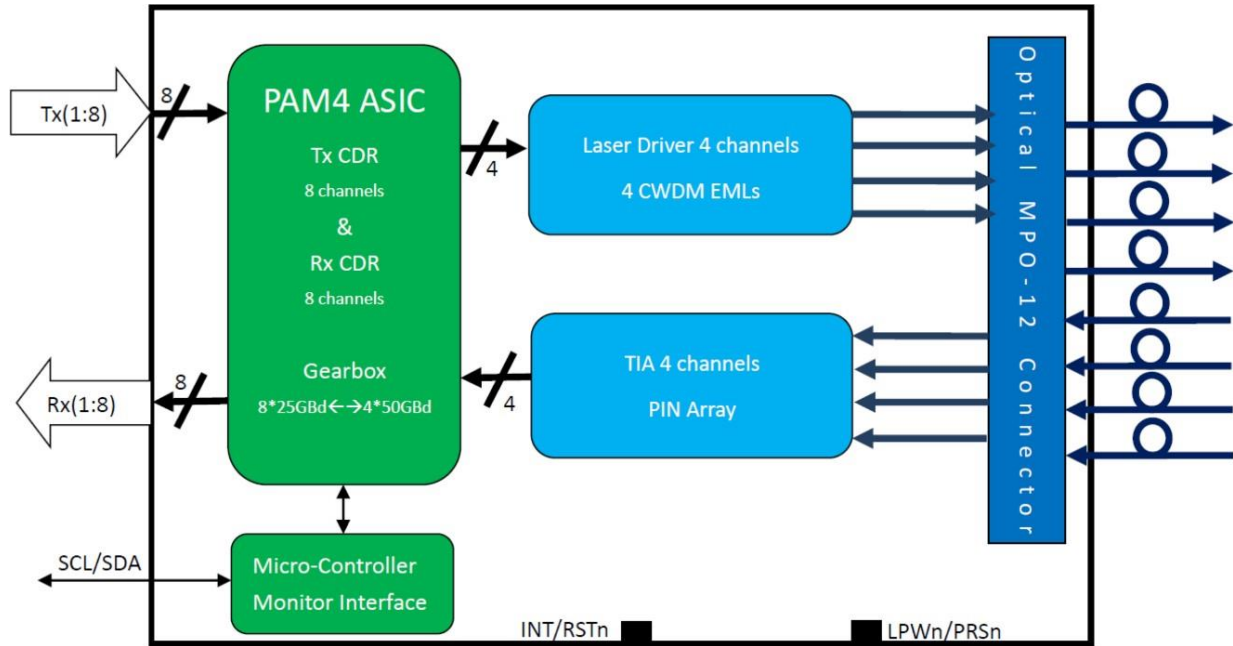 Tx(1:8)
8
PAM4 ASIC
Tx CDR
8 channels
&
Rx CDR
8 channels
Gearbox
8*25GBd←→4*50GBd
4
Laser Driver 4 channels
4 CWDM EMLs
Optical MPO-12 Connector
TIA 4 channels
PIN Array
4
8
Rx(1:8)
SCL/SDA
Micro-Controller
Monitor Interface
INT/RSTn
LPWn/PRSn